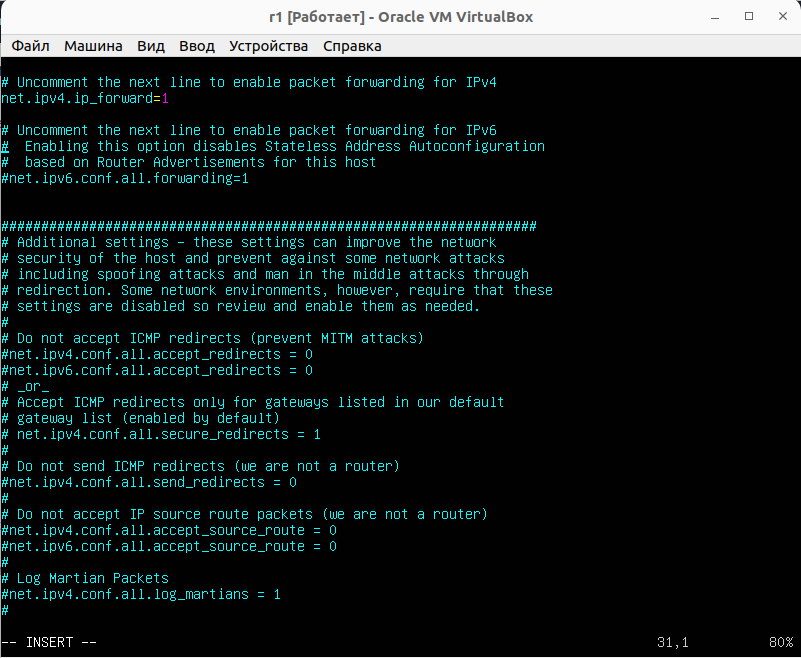 r1 [Работает] - Oracle VM VirtualBox
Файл Машина Вид Ввод Устройства Справка
# Uncomment the next line to enable packet forwarding for IPv4
net.ipv4.ip_forward=1
# Uncomment the next line to enable packet forwarding for IPv6
#  Enabling this option disables Stateless Address Autoconfiguration
#  based on Router Advertisements for this host
#net.ipv6.conf.all.forwarding=1
###################################################################
# Additional settings - these settings can improve the network
# security of the host and prevent against some network attacks
# including spoofing attacks and man in the middle attacks through
# redirection. Some network environments, however, require that these
# settings are disabled so review and enable them as needed.
#
# Do not accept ICMP redirects (prevent MITM attacks)
#net.ipv4.conf.all.accept_redirects = 0
#net.ipv6.conf.all.accept_redirects = 0
# _or_
# Accept ICMP redirects only for gateways listed in our default
# gateway list (enabled by default)
# net.ipv4.conf.all.secure_redirects = 1
#
# Do not send ICMP redirects (we are not a router)
#net.ipv4.conf.all.send_redirects = 0
#
# Do not accept IP source route packets (we are not a router)
#net.ipv4.conf.all.accept_source_route = 0
#net.ipv6.conf.all.accept_source_route = 0
#
# Log Martian Packets
#net.ipv4.conf.all.log_martians = 1
#
-- INSERT -- 31,1 80%